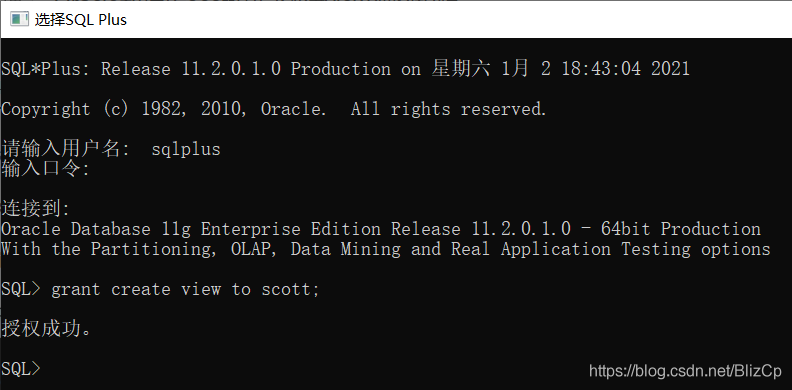 选择SQL Plus
SQL*Plus: Release 11.2.0.1.0 Production on 星期六 1月 2 18:43:04 2021
Copyright (c) 1982, 2010, Oracle.  All rights reserved.
请输入用户名:  sqlplus
输入口令:
连接到:
Oracle Database 11g Enterprise Edition Release 11.2.0.1.0 - 64bit Production
With the Partitioning, OLAP, Data Mining and Real Application Testing options
SQL> grant create view to scott;
授权成功。
SQL>
https://blog.csdn.net/BlizCp